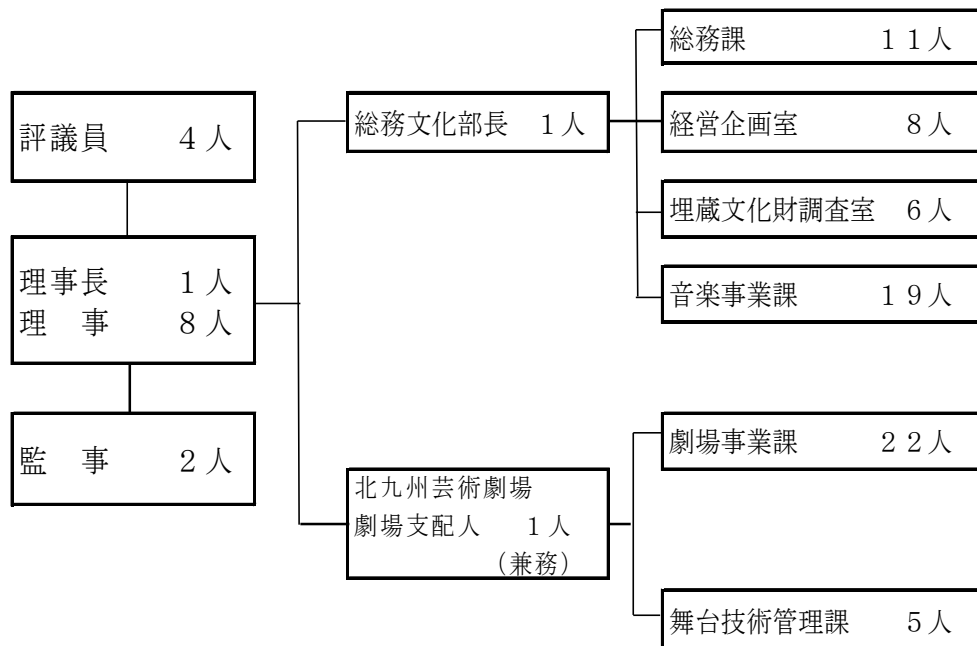 評議員　　４人
理事長　　１人
理　事　　８人
監　事　　２人
総務文化部長　１人
北九州芸術劇場
劇場支配人　１人
（兼務）
総務課　　１１人
経営企画室　　８人
埋蔵文化財調査室　６人
音楽事業課　　１９人
劇場事業課　　２２人
舞台技術管理課　　５人